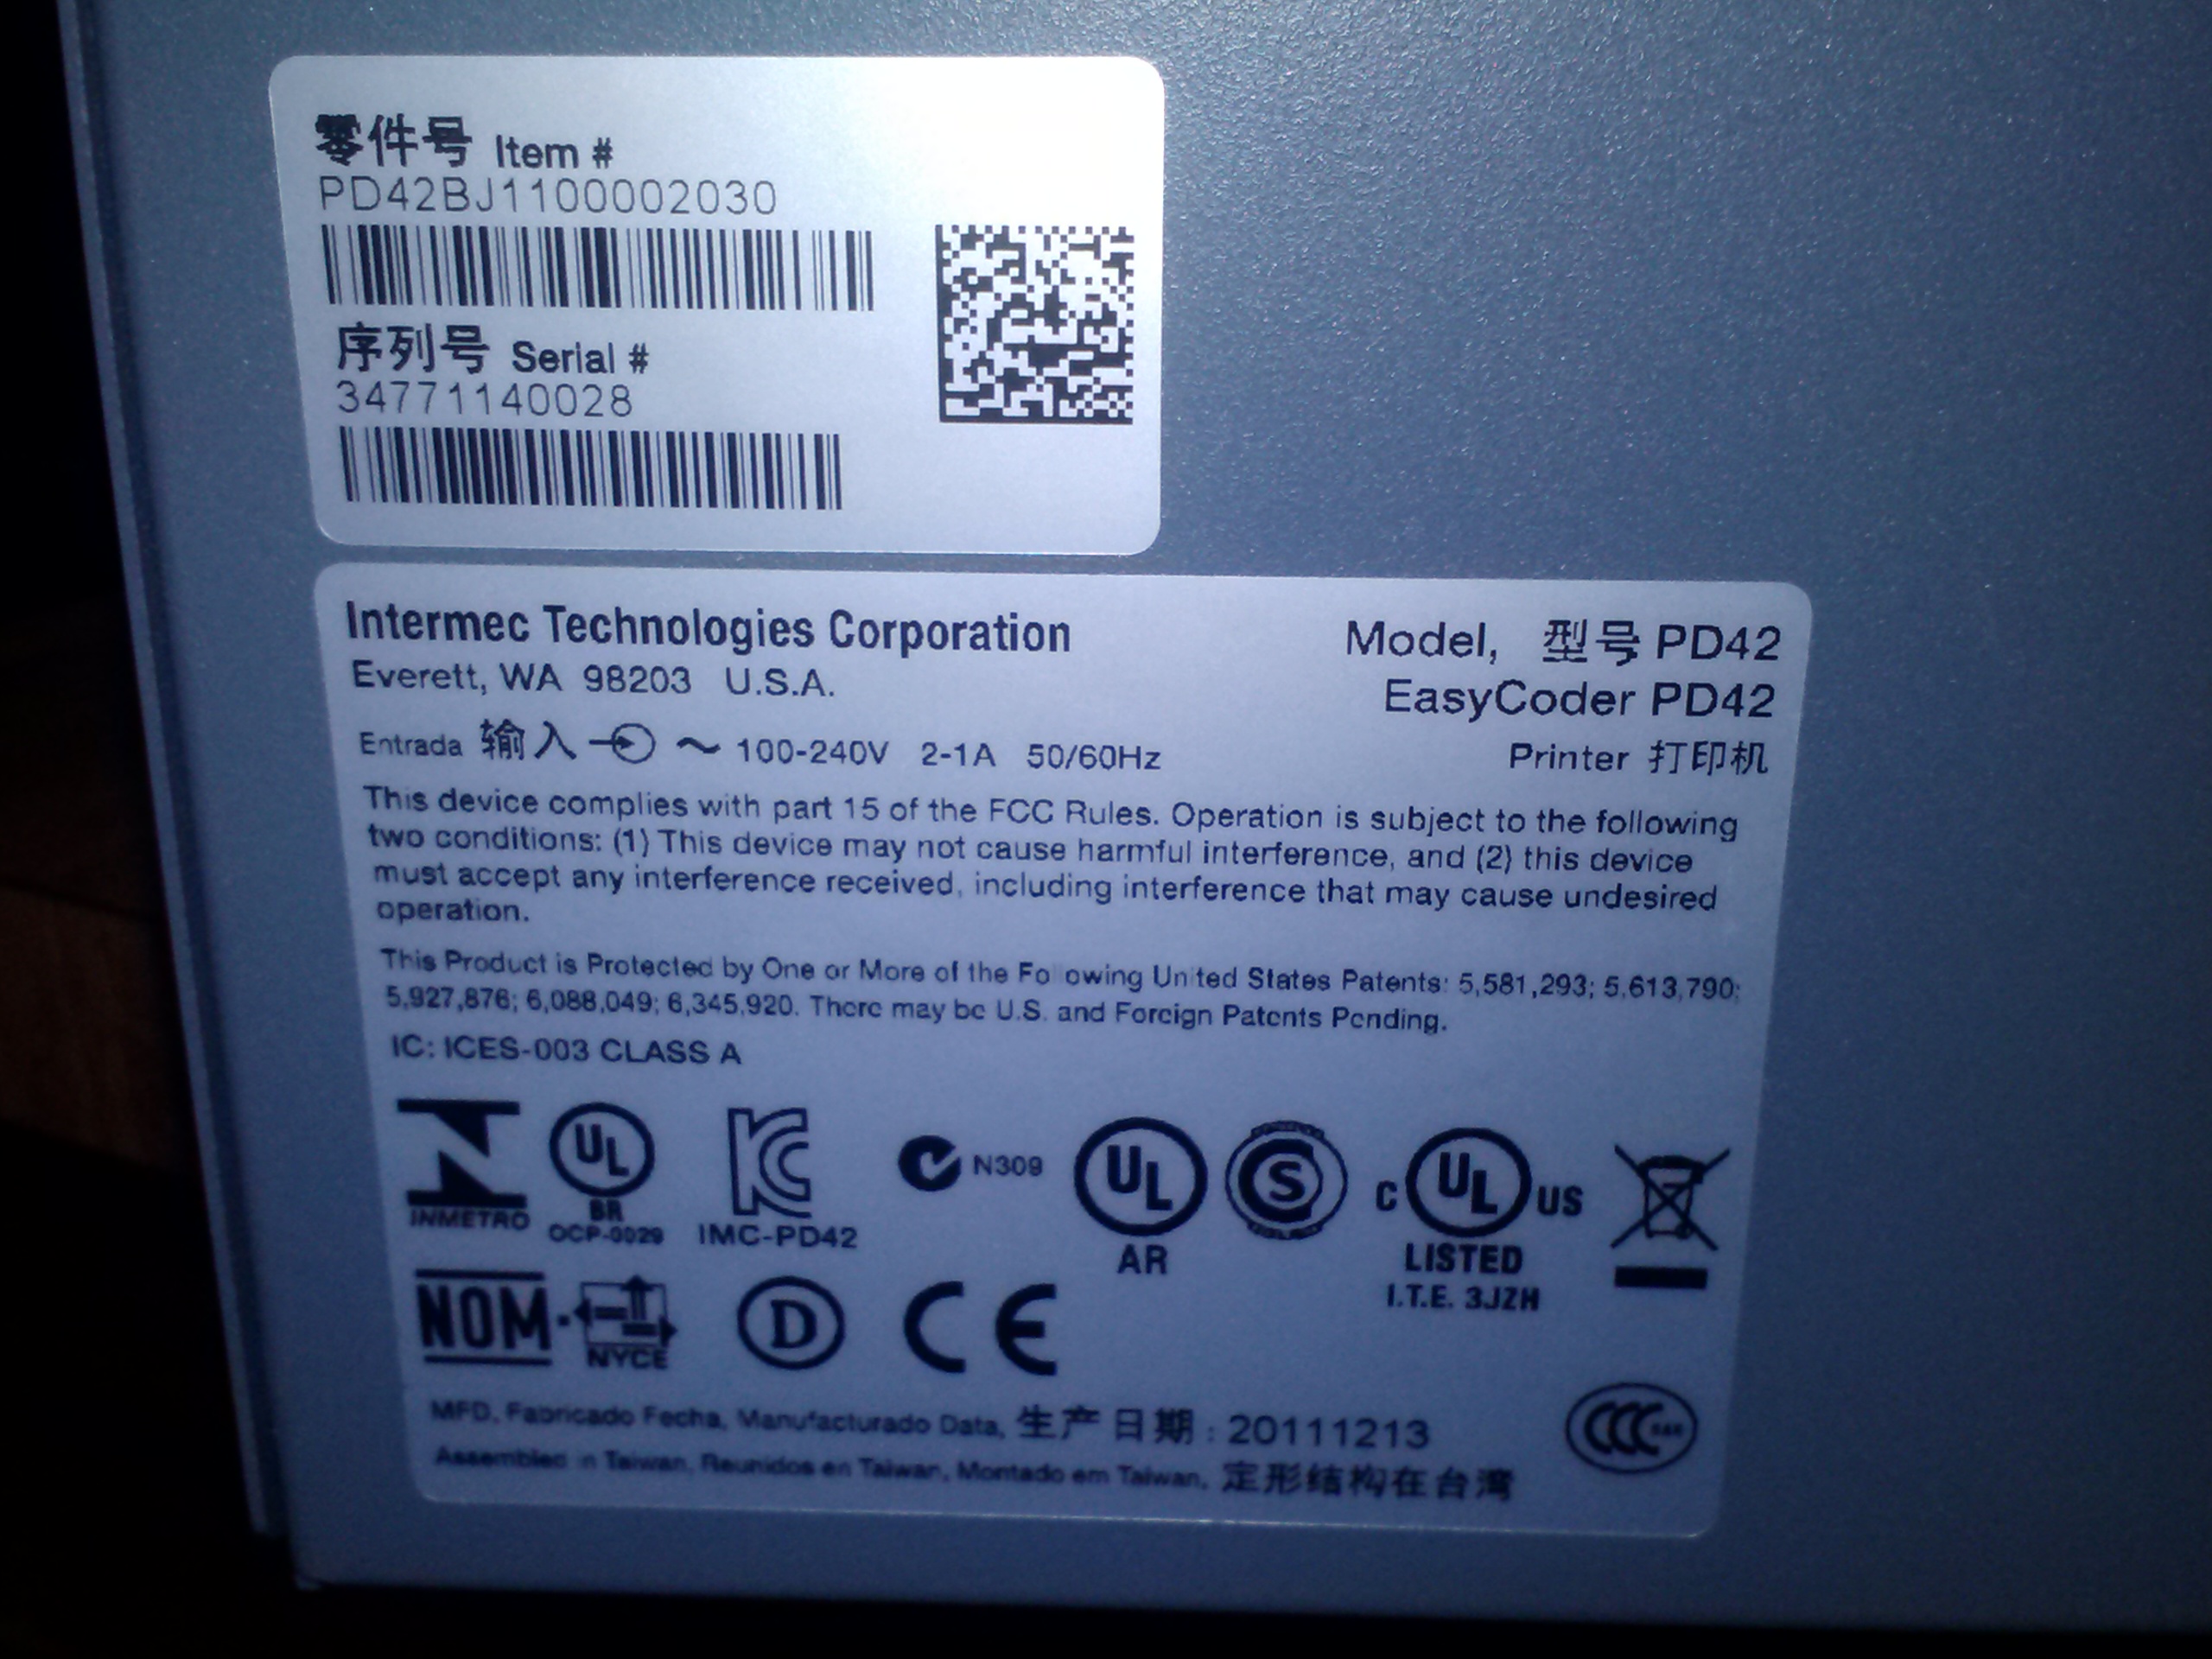 零件号 Item #
PD42BJ1100002030
序列号 Serial #
34771140028
Intermec Technologies Corporation
Everett, WA 98203 U.S.A.
Model, 型号 PD42
EasyCoder PD42
Printer 打印机
Entrada 输入 ~ 100-240V 2-1A 50/60Hz
This device complies with part 15 of the FCC Rules. Operation is subject to the following
two conditions: (1) This device may not cause harmful interference, and (2) this device
must accept any interference received, including interference that may cause undesired
operation.
This Product is Protected by One or More of the Fo owing United States Patents: 5,581,293; 5,613,790;
5,927,876; 6,088,049; 6,345,920. There may be U.S. and Foreign Patents Pending.
IC: ICES-003 CLASS A
INMETRO
UL
BR
OCP-0029
KC
IMC-PD42
N309
UL
AR
S
C UL US
LISTED
I.T.E. 3JZH
NOM-NYCE
D
CE
MFD, Fabricado Fecha, Manufacturado Data, 生产日期: 20111213
Assembled in Taiwan, Reunidos en Taiwan, Montado em Taiwan, 定形结构在台湾
CCC